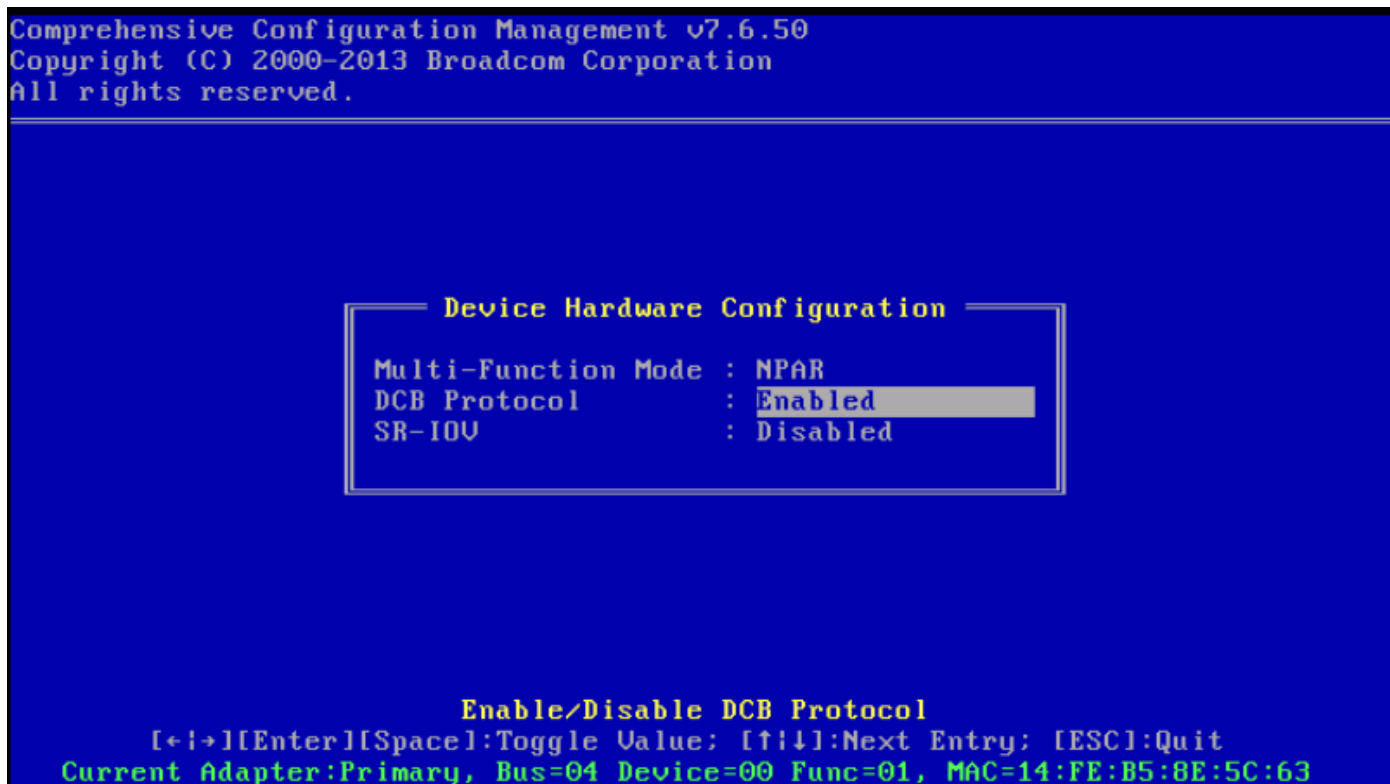 Comprehensive Configuration Management v7.6.50
Copyright (C) 2000-2013 Broadcom Corporation
All rights reserved.
Device Hardware Configuration
Multi-Function Mode : NPAR
DCB Protocol : Enabled
SR-IOV : Disabled
Enable/Disable DCB Protocol
[←¦→][Enter][Space]:Toggle Value; [↑¦↓]:Next Entry; [ESC]:Quit
Current Adapter:Primary, Bus=04 Device=00 Func=01, MAC=14:FE:B5:8E:5C:63